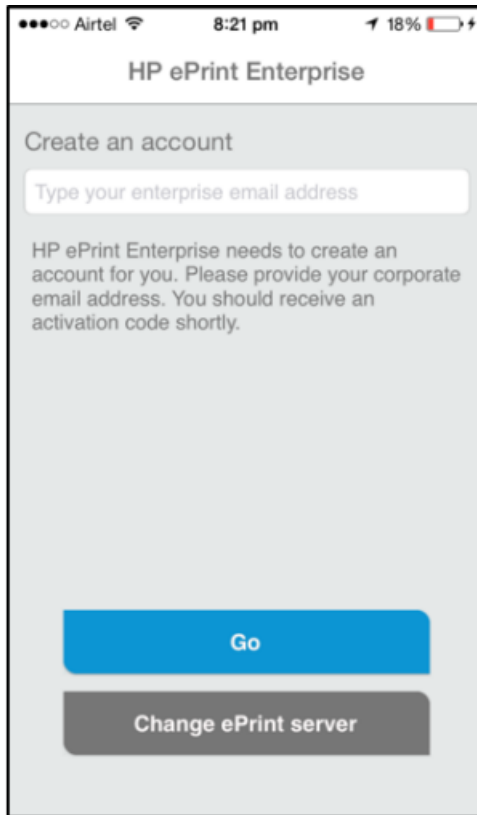 Airtel 8:21 pm 18%
HP ePrint Enterprise
Create an account
Type your enterprise email address
HP ePrint Enterprise needs to create an
account for you. Please provide your corporate
email address. You should receive an
activation code shortly.
Go
Change ePrint server